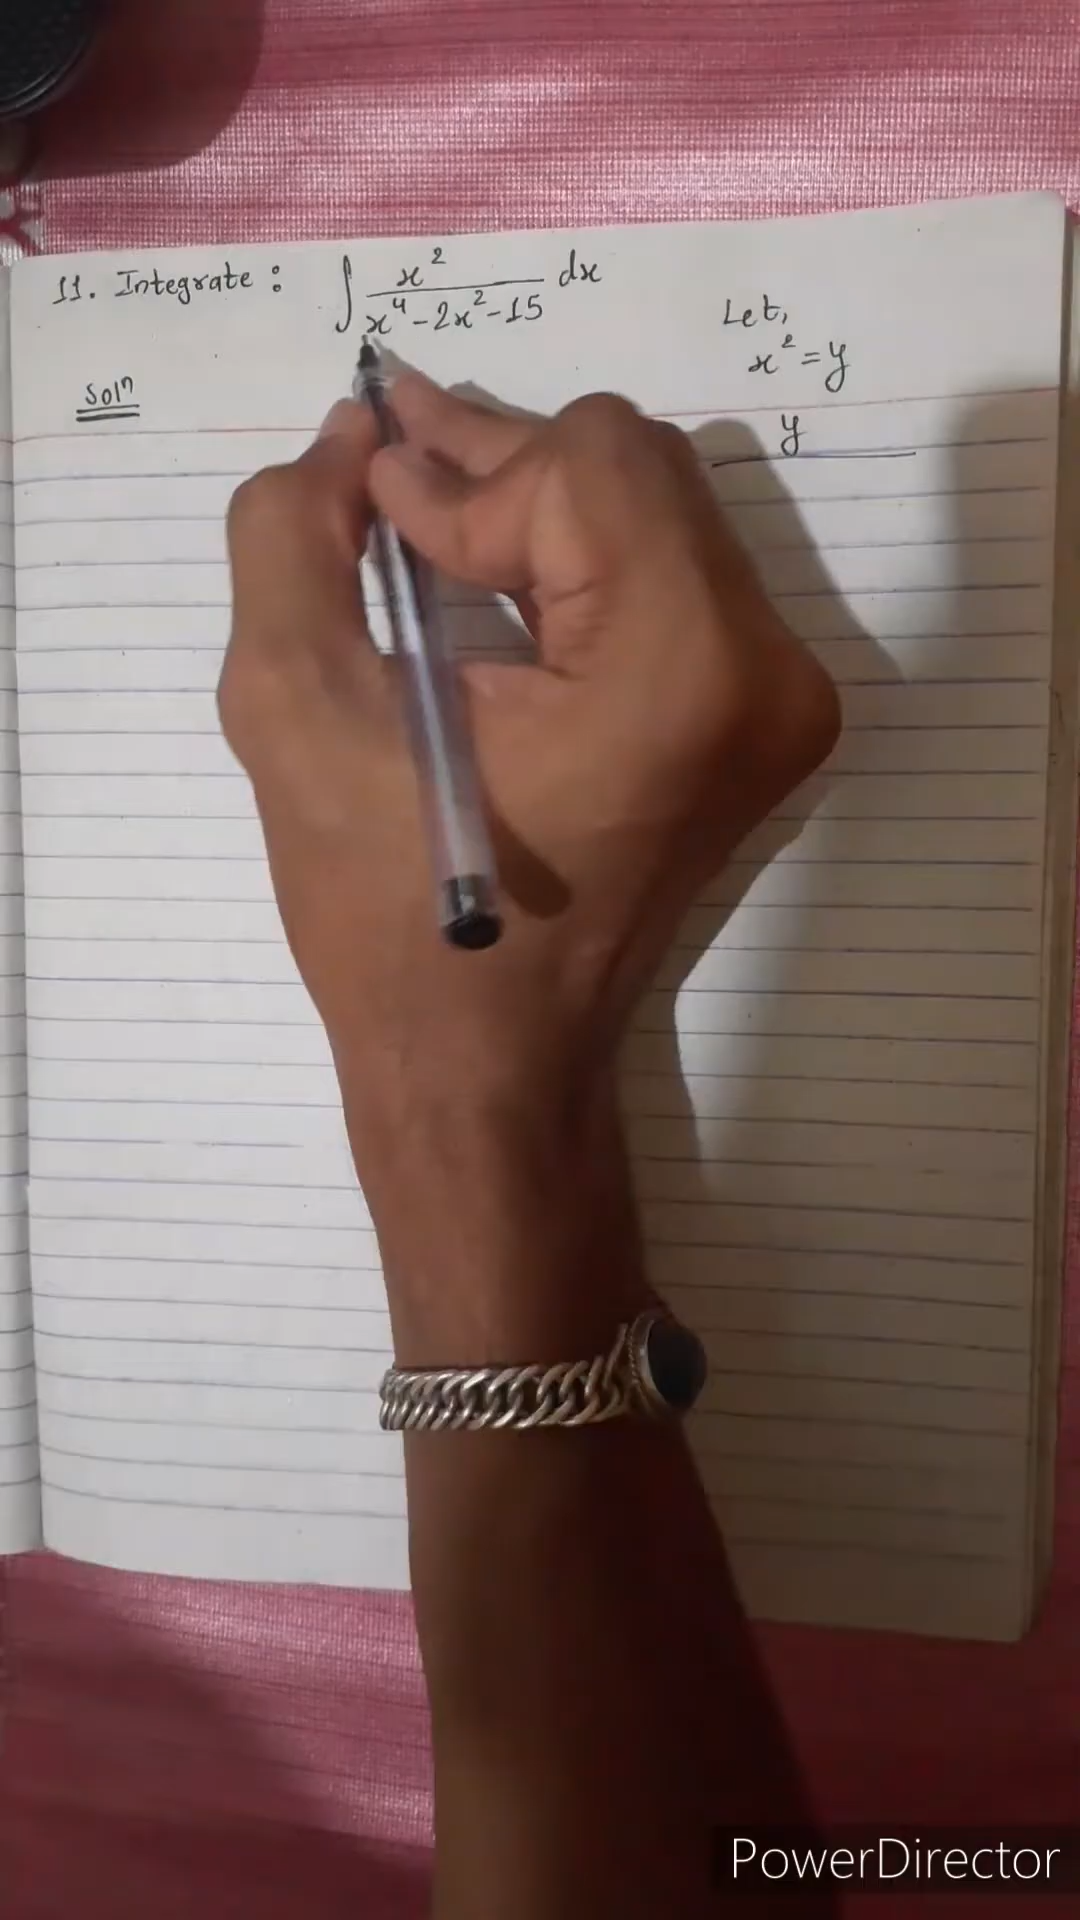 11. Integrate : ∫ x²/(x⁴-2x²-15) dx
Let,
x² = y
Solⁿ
y
PowerDirector